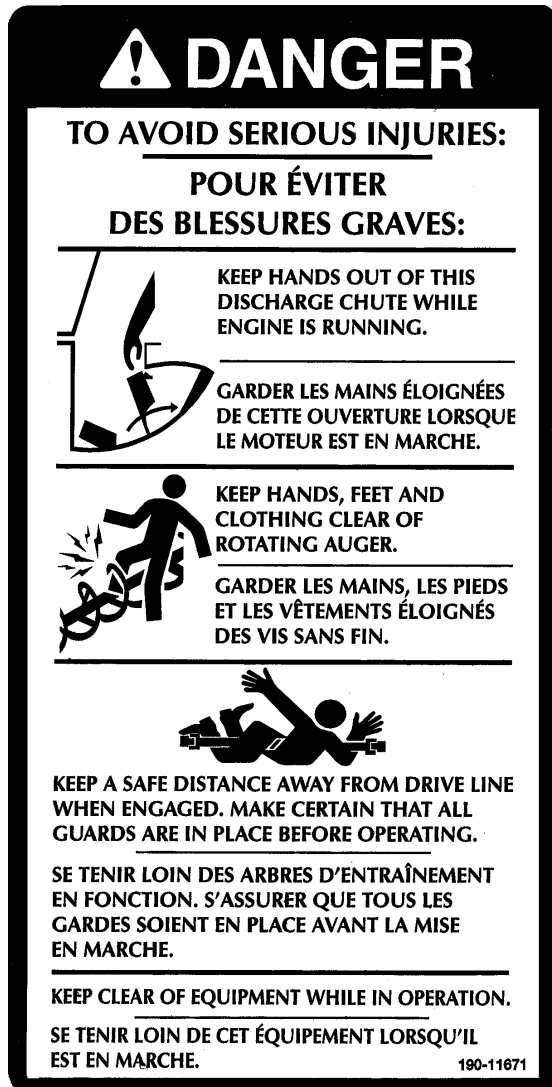 DANGER
TO AVOID SERIOUS INJURIES:
POUR ÉVITER
DES BLESSURES GRAVES:
KEEP HANDS OUT OF THIS
DISCHARGE CHUTE WHILE
ENGINE IS RUNNING.
GARDER LES MAINS ÉLOIGNÉES
DE CETTE OUVERTURE LORSQUE
LE MOTEUR EST EN MARCHE.
KEEP HANDS, FEET AND
CLOTHING CLEAR OF
ROTATING AUGER.
GARDER LES MAINS, LES PIEDS
ET LES VÊTEMENTS ÉLOIGNÉS
DES VIS SANS FIN.
KEEP A SAFE DISTANCE AWAY FROM DRIVE LINE
WHEN ENGAGED. MAKE CERTAIN THAT ALL
GUARDS ARE IN PLACE BEFORE OPERATING.
SE TENIR LOIN DES ARBRES D'ENTRAÎNEMENT
EN FONCTION. S'ASSURER QUE TOUS LES
GARDES SOIENT EN PLACE AVANT LA MISE
EN MARCHE.
KEEP CLEAR OF EQUIPMENT WHILE IN OPERATION.
SE TENIR LOIN DE CET ÉQUIPEMENT LORSQU'IL
EST EN MARCHE.
190-11671